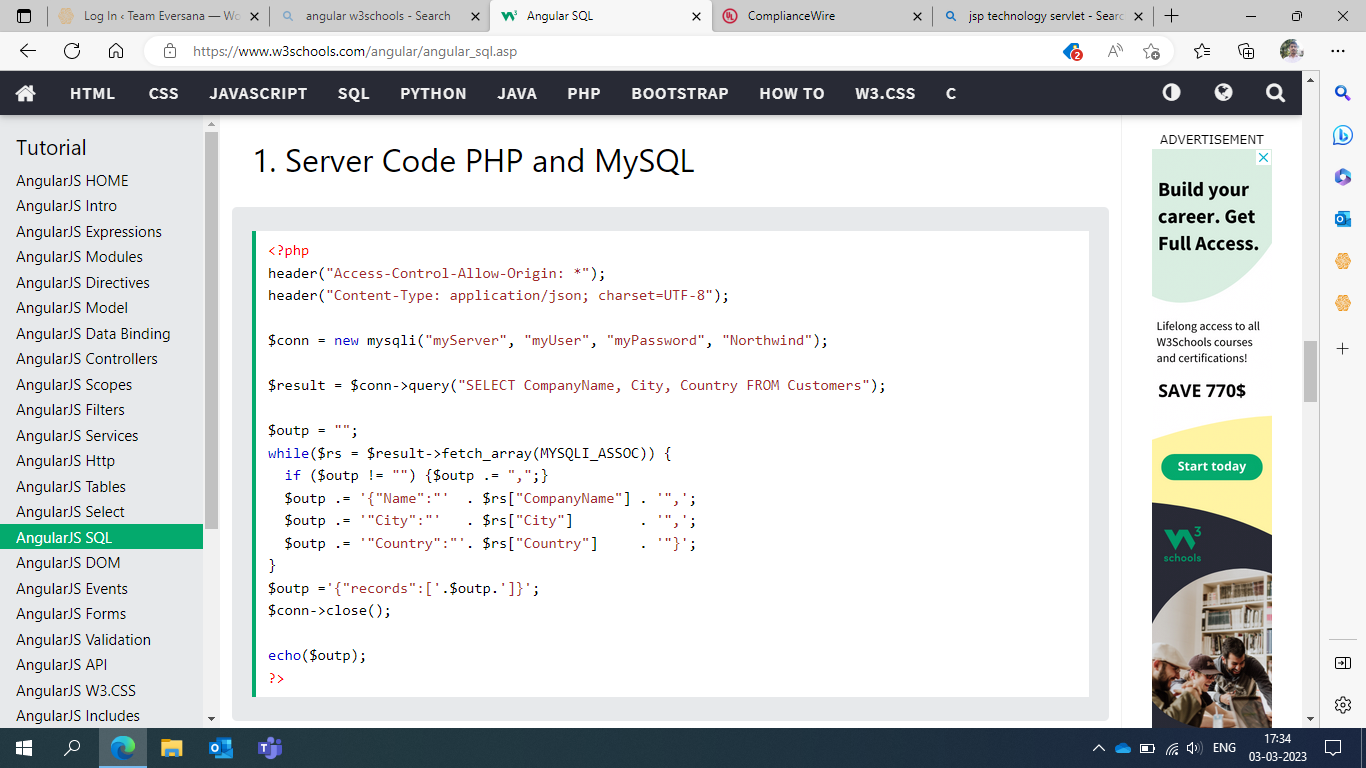 Log In ‹ Team Eversana — Wo
angular w3schools - Search
Angular SQL
ComplianceWire
jsp technology servlet - Searc
https://www.w3schools.com/angular/angular_sql.asp
2
HTML CSS JAVASCRIPT SQL PYTHON JAVA PHP BOOTSTRAP HOW TO W3.CSS C
Tutorial
AngularJS HOME
AngularJS Intro
AngularJS Expressions
AngularJS Modules
AngularJS Directives
AngularJS Model
AngularJS Data Binding
AngularJS Controllers
AngularJS Scopes
AngularJS Filters
AngularJS Services
AngularJS Http
AngularJS Tables
AngularJS Select
AngularJS SQL
AngularJS DOM
AngularJS Events
AngularJS Forms
AngularJS Validation
AngularJS API
AngularJS W3.CSS
AngularJS Includes
1. Server Code PHP and MySQL
<?php
header("Access-Control-Allow-Origin: *");
header("Content-Type: application/json; charset=UTF-8");
$conn = new mysqli("myServer", "myUser", "myPassword", "Northwind");
$result = $conn->query("SELECT CompanyName, City, Country FROM Customers");
$outp = "";
while($rs = $result->fetch_array(MYSQLI_ASSOC)) {
  if ($outp != "") {$outp .= ",";}
  $outp .= '{"Name":"'  . $rs["CompanyName"] . '",';
  $outp .= '"City":"'   . $rs["City"]        . '",';
  $outp .= '"Country":"'. $rs["Country"]     . '"}';
}
$outp ='{"records":['.$outp.']}';
$conn->close();
echo($outp);
?>
ADVERTISEMENT
Build your
career. Get
Full Access.
Lifelong access to all
W3Schools courses
and certifications!
SAVE 770$
Start today
W3
schools
ENG
17:34
03-03-2023